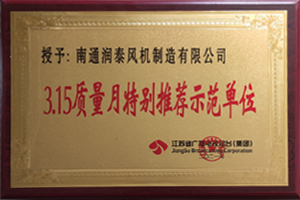 授予:南通润泰风机制造有限公司
3.15质量月特别推荐示范单位
江苏省广播电视总台(集团)
JiangSu Broadcasting Corporation